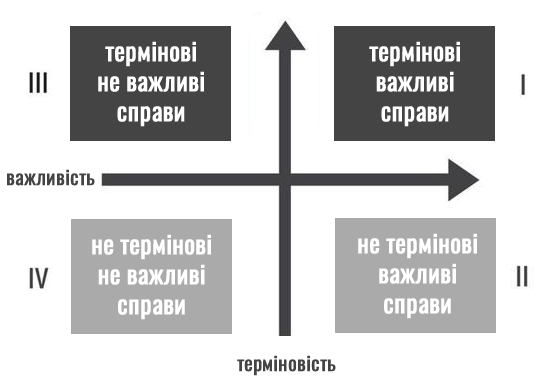 III
термінові
не важливі
справи
термінові
важливі
справи
I
важливість
IV
не термінові
не важливі
справи
не термінові
важливі
справи
II
терміновість